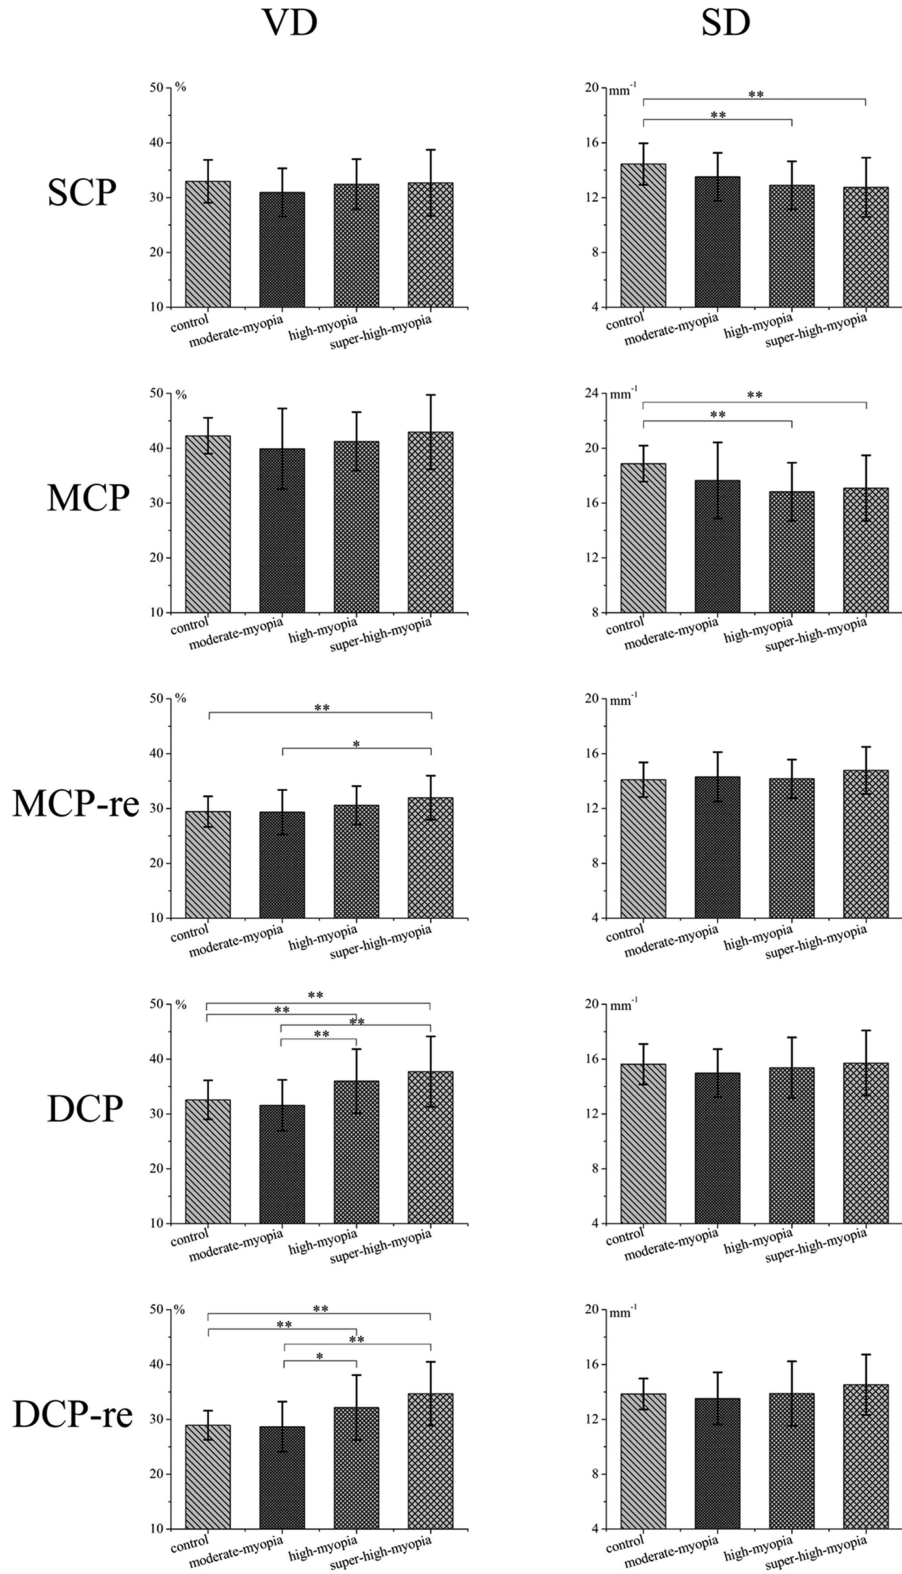 VD SD
SCP
50 %
40
30
20
10
control
moderate-myopia
high-myopia
super-high-myopia
20 mm⁻¹
16
12
8
4
** 
**
control
moderate-myopia
high-myopia
super-high-myopia
MCP
50 %
40
30
20
10
control
moderate-myopia
high-myopia
super-high-myopia
24 mm⁻¹
20
16
12
8
**
**
control
moderate-myopia
high-myopia
super-high-myopia
MCP-re
50 %
40
30
20
10
**
*
control
moderate-myopia
high-myopia
super-high-myopia
20 mm⁻¹
16
12
8
4
control
moderate-myopia
high-myopia
super-high-myopia
DCP
50 %
40
30
20
10
**
**
**
**
control
moderate-myopia
high-myopia
super-high-myopia
20 mm⁻¹
16
12
8
4
control
moderate-myopia
high-myopia
super-high-myopia
DCP-re
50 %
40
30
20
10
**
**
**
*
control
moderate-myopia
high-myopia
super-high-myopia
20 mm⁻¹
16
12
8
4
control
moderate-myopia
high-myopia
super-high-myopia